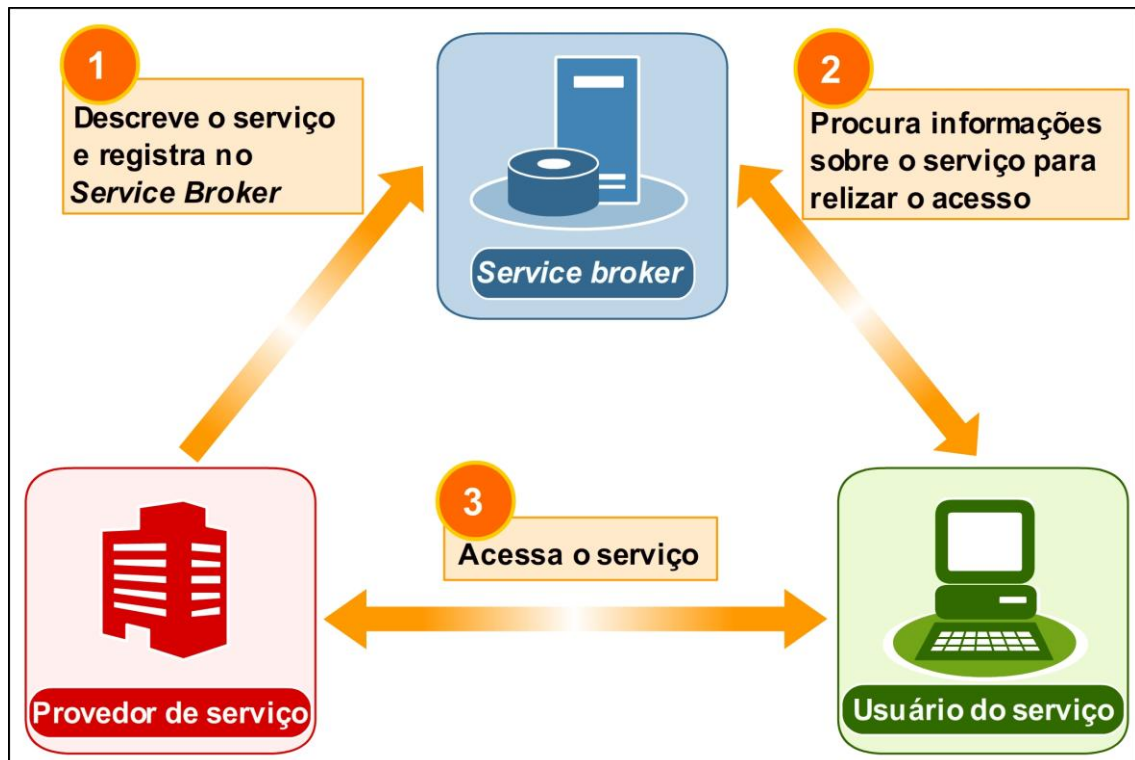 1
Descreve o serviço
e registra no
Service Broker
2
Procura informações
sobre o serviço para
relizar o acesso
Service broker
3
Acessa o serviço
Provedor de serviço
Usuário do serviço